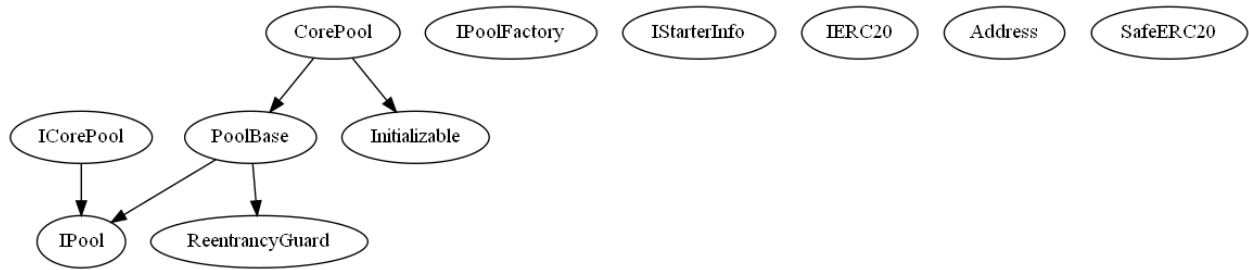 CorePool
IPoolFactory
IStarterInfo
IERC20
Address
SafeERC20
ICorePool
PoolBase
Initializable
IPool
ReentrancyGuard